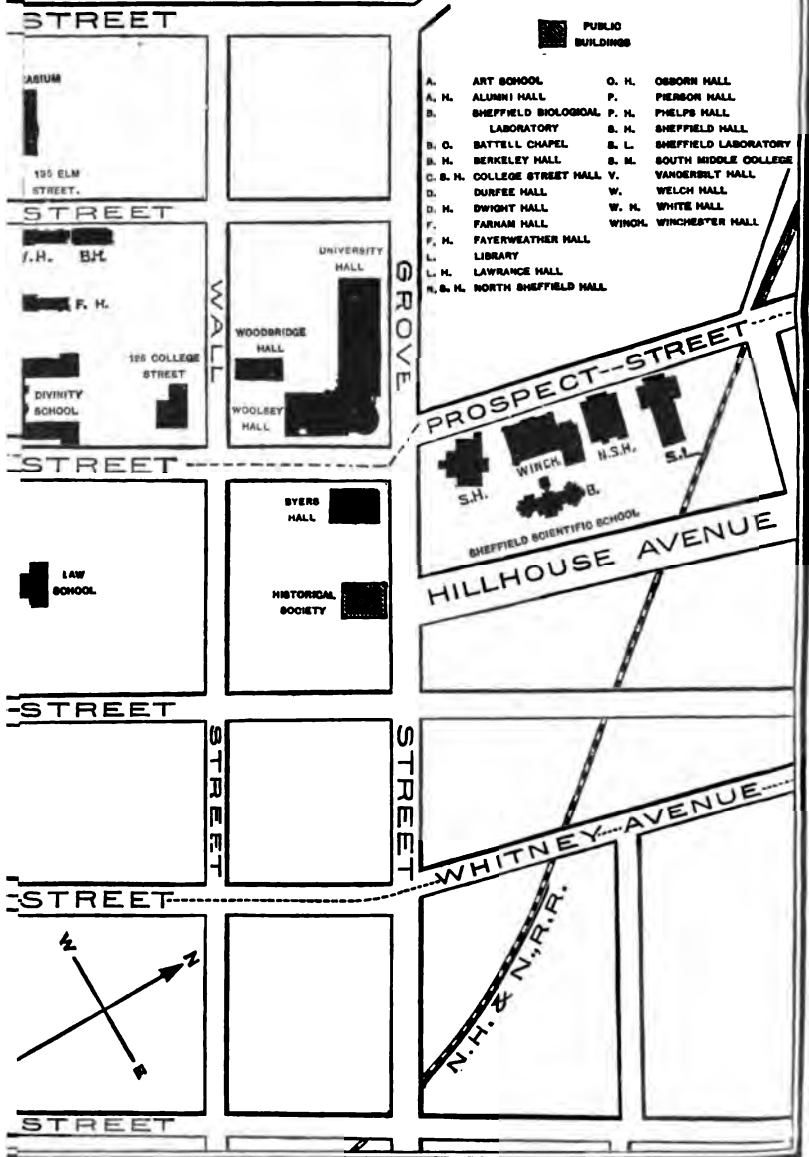 STREET
PUBLIC
BUILDINGS
A. ART SCHOOL
A. H. ALUMNI HALL
B. SHEFFIELD BIOLOGICAL
LABORATORY
B. C. BATTELL CHAPEL
B. H. BERKELEY HALL
C. S. H. COLLEGE STREET HALL
D. DURFEE HALL
D. H. DWIGHT HALL
F. FARNAM HALL
F. H. FAYERWEATHER HALL
L. LIBRARY
L. H. LAWRANCE HALL
N. S. H. NORTH SHEFFIELD HALL
O. H. OSBORN HALL
P. PIERSON HALL
P. H. PHELPS HALL
S. H. SHEFFIELD HALL
S. L. SHEFFIELD LABORATORY
S. M. SOUTH MIDDLE COLLEGE
V. VANDERBILT HALL
W. WELCH HALL
W. H. WHITE HALL
WINCH. WINCHESTER HALL
ASIUM
135 ELM
STREET.
STREET
.H. B.H.
F. H.
UNIVERSITY
HALL
WALL
GROVE
WOODBRIDGE
HALL
126 COLLEGE
STREET
DIVINITY
SCHOOL
WOOLSEY
HALL
PROSPECT--STREET
STREET
S.H.
WINCH.
N.S.H.
S.L.
B.
SHEFFIELD SCIENTIFIC SCHOOL
BYERS
HALL
HILLHOUSE AVENUE
LAW
SCHOOL
HISTORICAL
SOCIETY
STREET
STREET
STREET
WHITNEY AVENUE
STREET
W
N
E
N.H. & N., R.R.
STREET